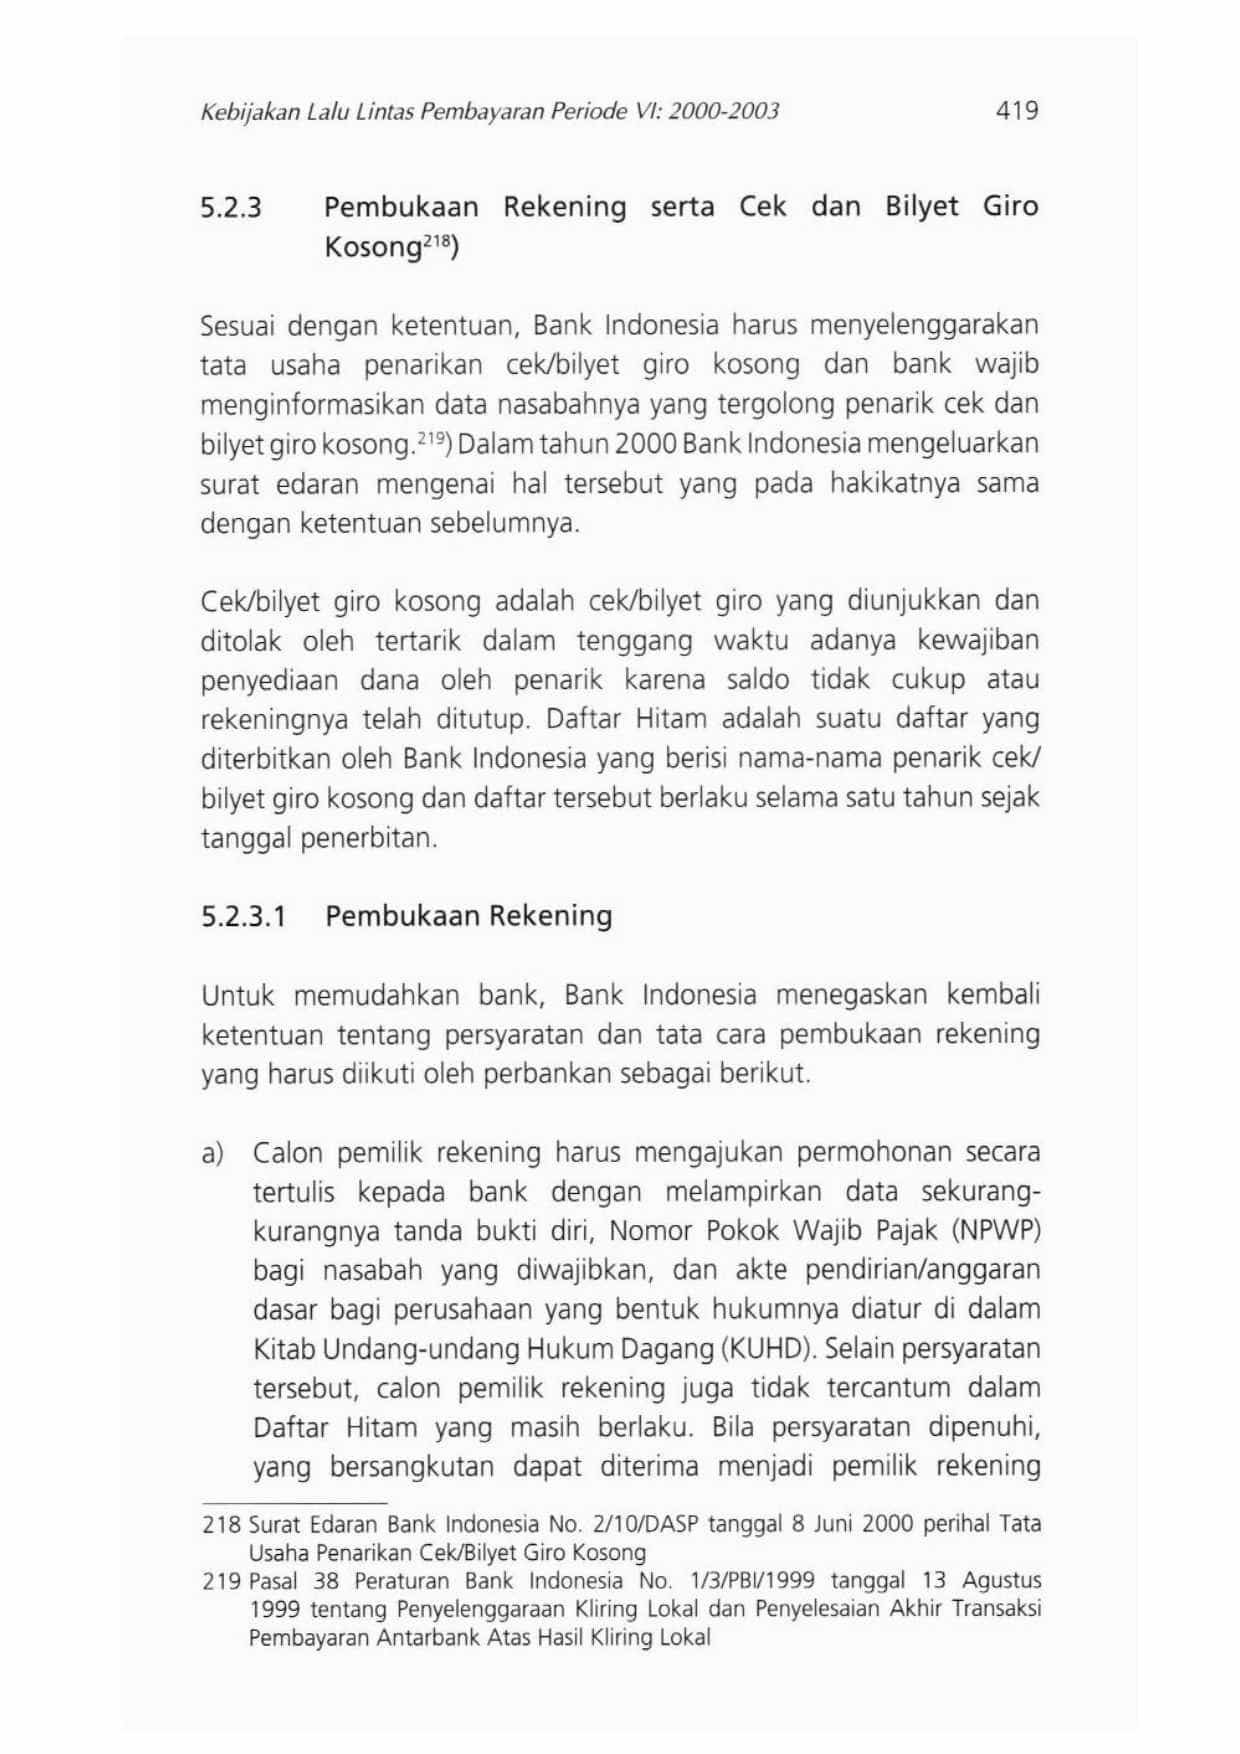 Kebijakan Lalu Lintas Pembayaran Periode VI: 2000-2003 419
5.2.3 Pembukaan Rekening serta Cek dan Bilyet Giro
Kosong218)
Sesuai dengan ketentuan, Bank Indonesia harus menyelenggarakan
tata usaha penarikan cek/bilyet giro kosong dan bank wajib
menginformasikan data nasabahnya yang tergolong penarik cek dan
bilyet giro kosong.219) Dalam tahun 2000 Bank Indonesia mengeluarkan
surat edaran mengenai hal tersebut yang pada hakikatnya sama
dengan ketentuan sebelumnya.
Cek/bilyet giro kosong adalah cek/bilyet giro yang diunjukkan dan
ditolak oleh tertarik dalam tenggang waktu adanya kewajiban
penyediaan dana oleh penarik karena saldo tidak cukup atau
rekeningnya telah ditutup. Daftar Hitam adalah suatu daftar yang
diterbitkan oleh Bank Indonesia yang berisi nama-nama penarik cek/
bilyet giro kosong dan daftar tersebut berlaku selama satu tahun sejak
tanggal penerbitan.
5.2.3.1 Pembukaan Rekening
Untuk memudahkan bank, Bank Indonesia menegaskan kembali
ketentuan tentang persyaratan dan tata cara pembukaan rekening
yang harus diikuti oleh perbankan sebagai berikut.
a) Calon pemilik rekening harus mengajukan permohonan secara
tertulis kepada bank dengan melampirkan data sekurang-
kurangnya tanda bukti diri, Nomor Pokok Wajib Pajak (NPWP)
bagi nasabah yang diwajibkan, dan akte pendirian/anggaran
dasar bagi perusahaan yang bentuk hukumnya diatur di dalam
Kitab Undang-undang Hukum Dagang (KUHD). Selain persyaratan
tersebut, calon pemilik rekening juga tidak tercantum dalam
Daftar Hitam yang masih berlaku. Bila persyaratan dipenuhi,
yang bersangkutan dapat diterima menjadi pemilik rekening
218 Surat Edaran Bank Indonesia No. 2/10/DASP tanggal 8 Juni 2000 perihal Tata
Usaha Penarikan Cek/Bilyet Giro Kosong
219 Pasal 38 Peraturan Bank Indonesia No. 1/3/PBI/1999 tanggal 13 Agustus
1999 tentang Penyelenggaraan Kliring Lokal dan Penyelesaian Akhir Transaksi
Pembayaran Antarbank Atas Hasil Kliring Lokal